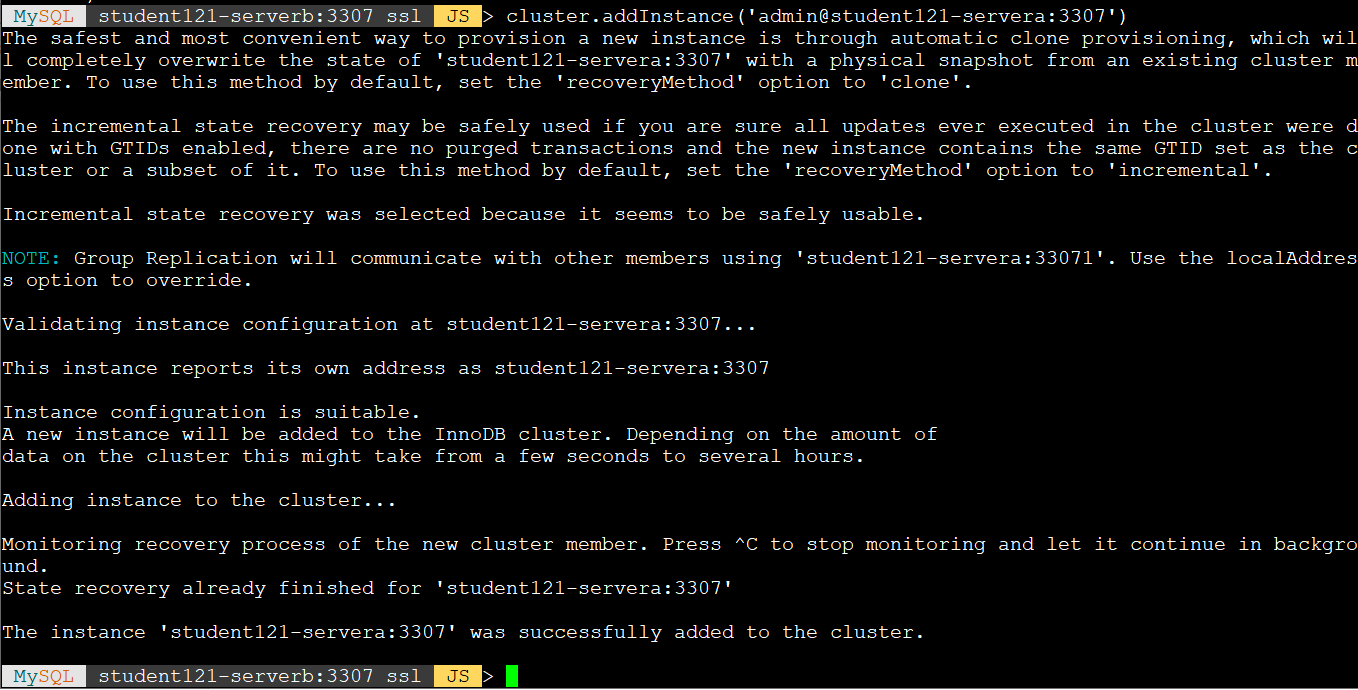 MySQL student121-serverb:3307 ssl JS > cluster.addInstance('admin@student121-servera:3307')
The safest and most convenient way to provision a new instance is through automatic clone provisioning, which wil
l completely overwrite the state of 'student121-servera:3307' with a physical snapshot from an existing cluster m
ember. To use this method by default, set the 'recoveryMethod' option to 'clone'.
The incremental state recovery may be safely used if you are sure all updates ever executed in the cluster were d
one with GTIDs enabled, there are no purged transactions and the new instance contains the same GTID set as the c
luster or a subset of it. To use this method by default, set the 'recoveryMethod' option to 'incremental'.
Incremental state recovery was selected because it seems to be safely usable.
NOTE: Group Replication will communicate with other members using 'student121-servera:33071'. Use the localAddres
s option to override.
Validating instance configuration at student121-servera:3307...
This instance reports its own address as student121-servera:3307
Instance configuration is suitable.
A new instance will be added to the InnoDB cluster. Depending on the amount of
data on the cluster this might take from a few seconds to several hours.
Adding instance to the cluster...
Monitoring recovery process of the new cluster member. Press ^C to stop monitoring and let it continue in backgro
und.
State recovery already finished for 'student121-servera:3307'
The instance 'student121-servera:3307' was successfully added to the cluster.
MySQL student121-serverb:3307 ssl JS >